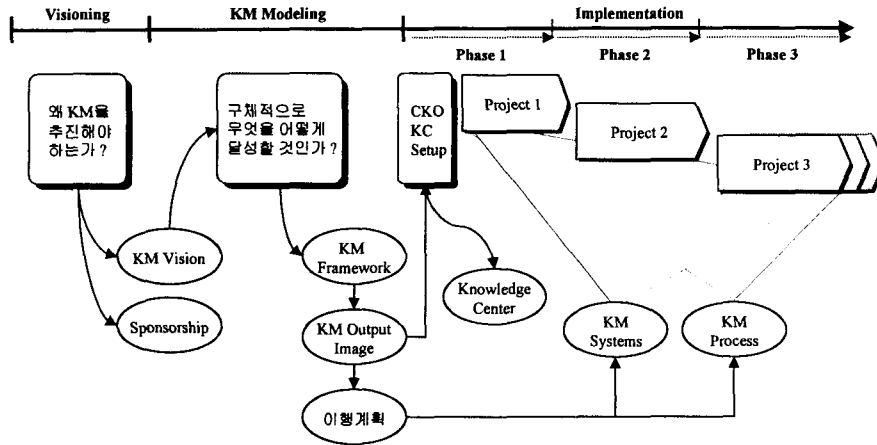 Visioning
KM Modeling
Implementation
Phase 1
Phase 2
Phase 3
왜 KM을
추진해야
하는가 ?
구체적으로
무엇을 어떻게
달성할 것인가 ?
CKO
KC
Setup
Project 1
Project 2
Project 3
KM Vision
Sponsorship
KM
Framework
KM Output
Image
이행계획
Knowledge
Center
KM
Systems
KM
Process